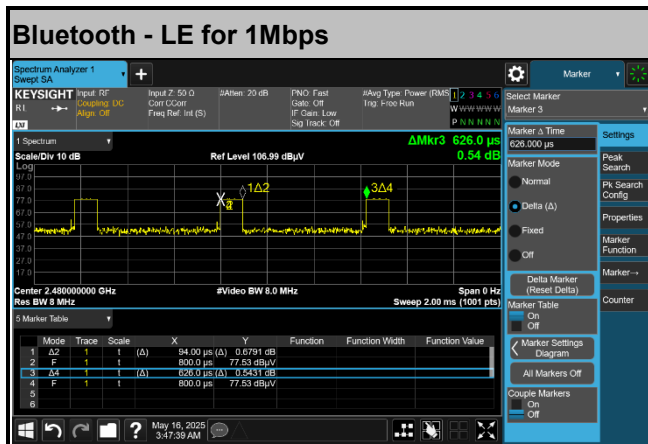 Bluetooth - LE for 1Mbps
Spectrum Analyzer 1
Swept SA
Marker
KEYSIGHT Input: RF Input Z: 50 Ω #Atten: 20 dB PNO: Fast #Avg Type: Power (RMS 1 2 3 4 5 6
R L Coupling: DC Corr CCorr Gate: Off Trig: Free Run W W W W W W
Align: Off Freq Ref: Int (S) IF Gain: Low
Sig Track: Off P N N N N N
LXI
Select Marker
Marker 3
1 Spectrum ΔMkr3 626.0 µs
Scale/Div 10 dB Ref Level 106.99 dBµV 0.54 dB
Log
97.0
87.0
77.0
67.0
57.0
47.0
37.0
27.0
17.0
1Δ2
3Δ4
Center 2.480000000 GHz #Video BW 8.0 MHz Span 0 Hz
Res BW 8 MHz Sweep 2.00 ms (1001 pts)
5 Marker Table
Mode Trace Scale X Y Function Function Width Function Value
1 Δ2 1 t (Δ) 94.00 µs (Δ) 0.6791 dB
2 F 1 t 800.0 µs 77.53 dBµV
3 Δ4 1 t (Δ) 626.0 µs (Δ) 0.5431 dB
4 F 1 t 800.0 µs 77.53 dBµV
5
6
Marker Δ Time
626.000 µs
Marker Mode
Normal
Delta (Δ)
Fixed
Off
Delta Marker
(Reset Delta)
Marker Table
On
Off
Marker Settings
Diagram
All Markers Off
Couple Markers
On
Off
Settings
Peak
Search
Pk Search
Config
Properties
Marker
Function
Marker→
Counter
May 16, 2025
3:47:39 AM